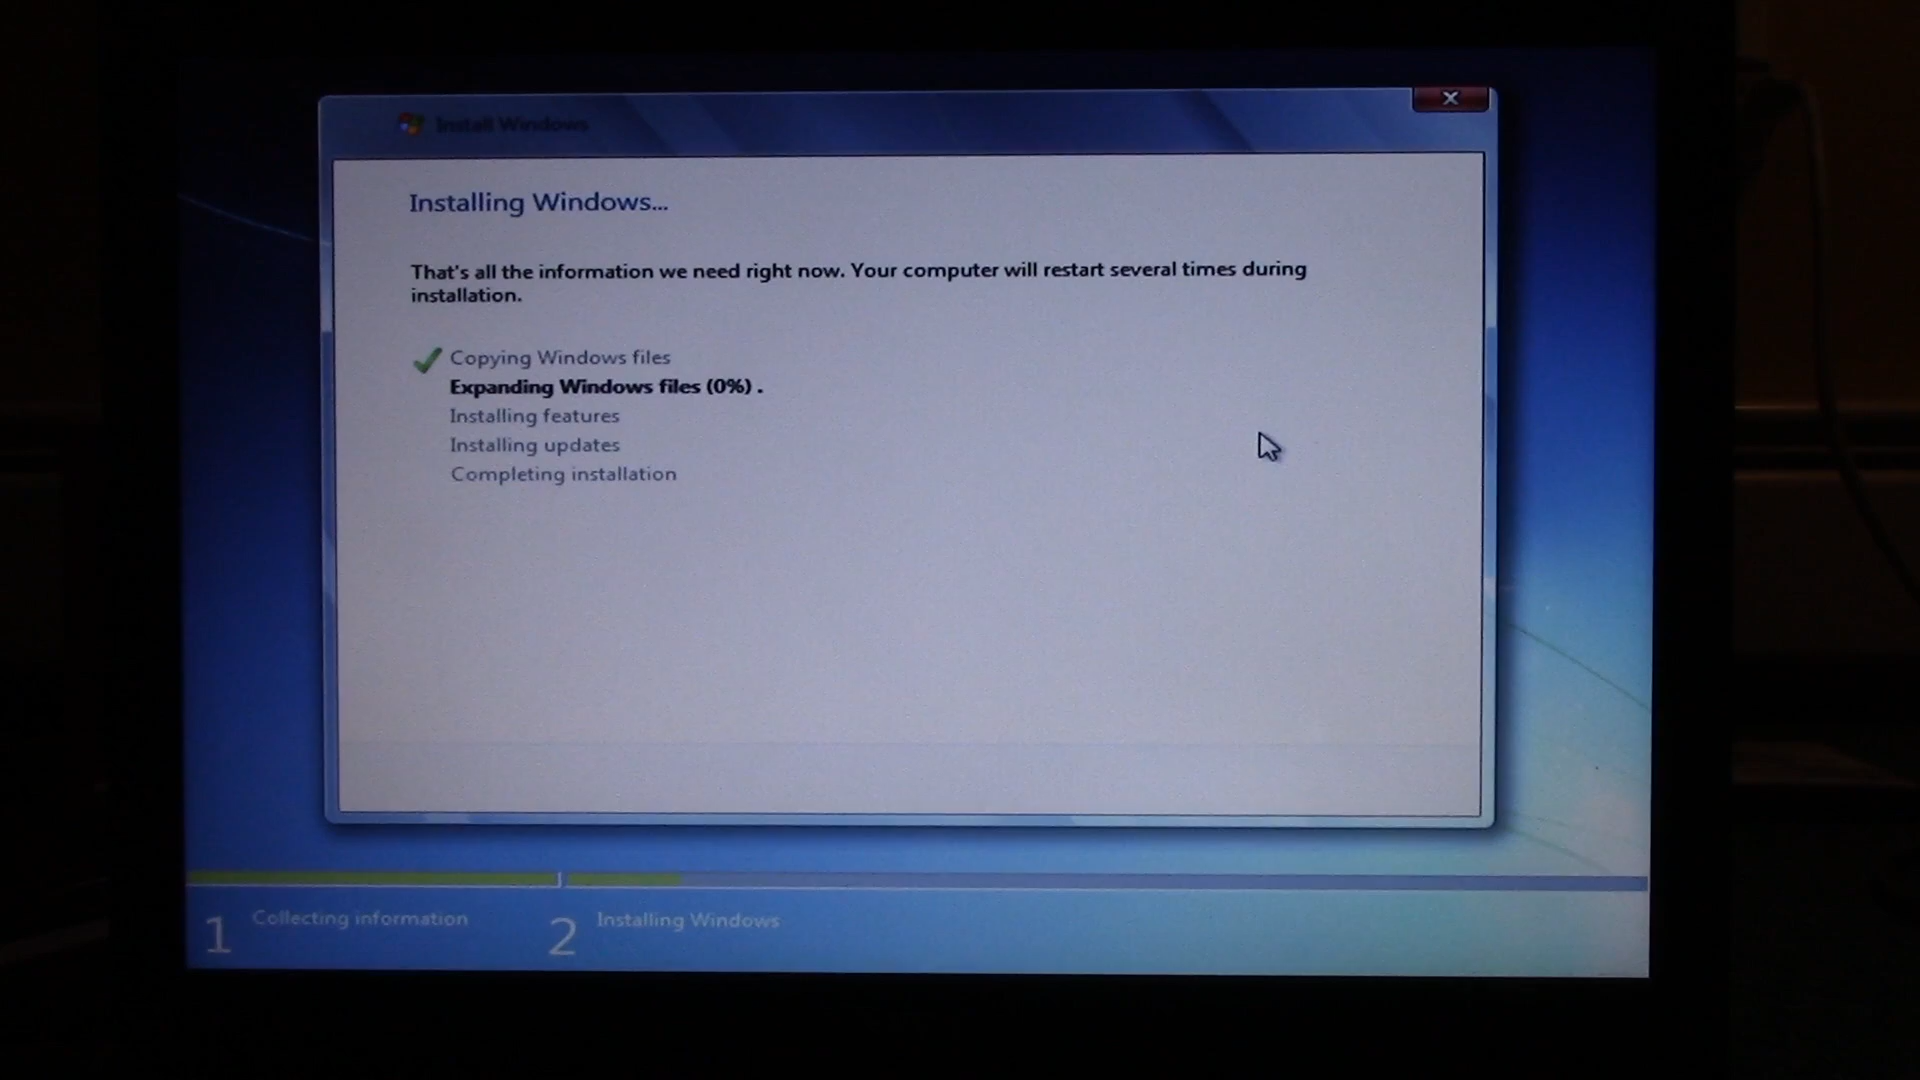 Install Windows
Installing Windows...
That's all the information we need right now. Your computer will restart several times during
installation.
Copying Windows files
Expanding Windows files (0%) .
Installing features
Installing updates
Completing installation
1 Collecting information
2 Installing Windows